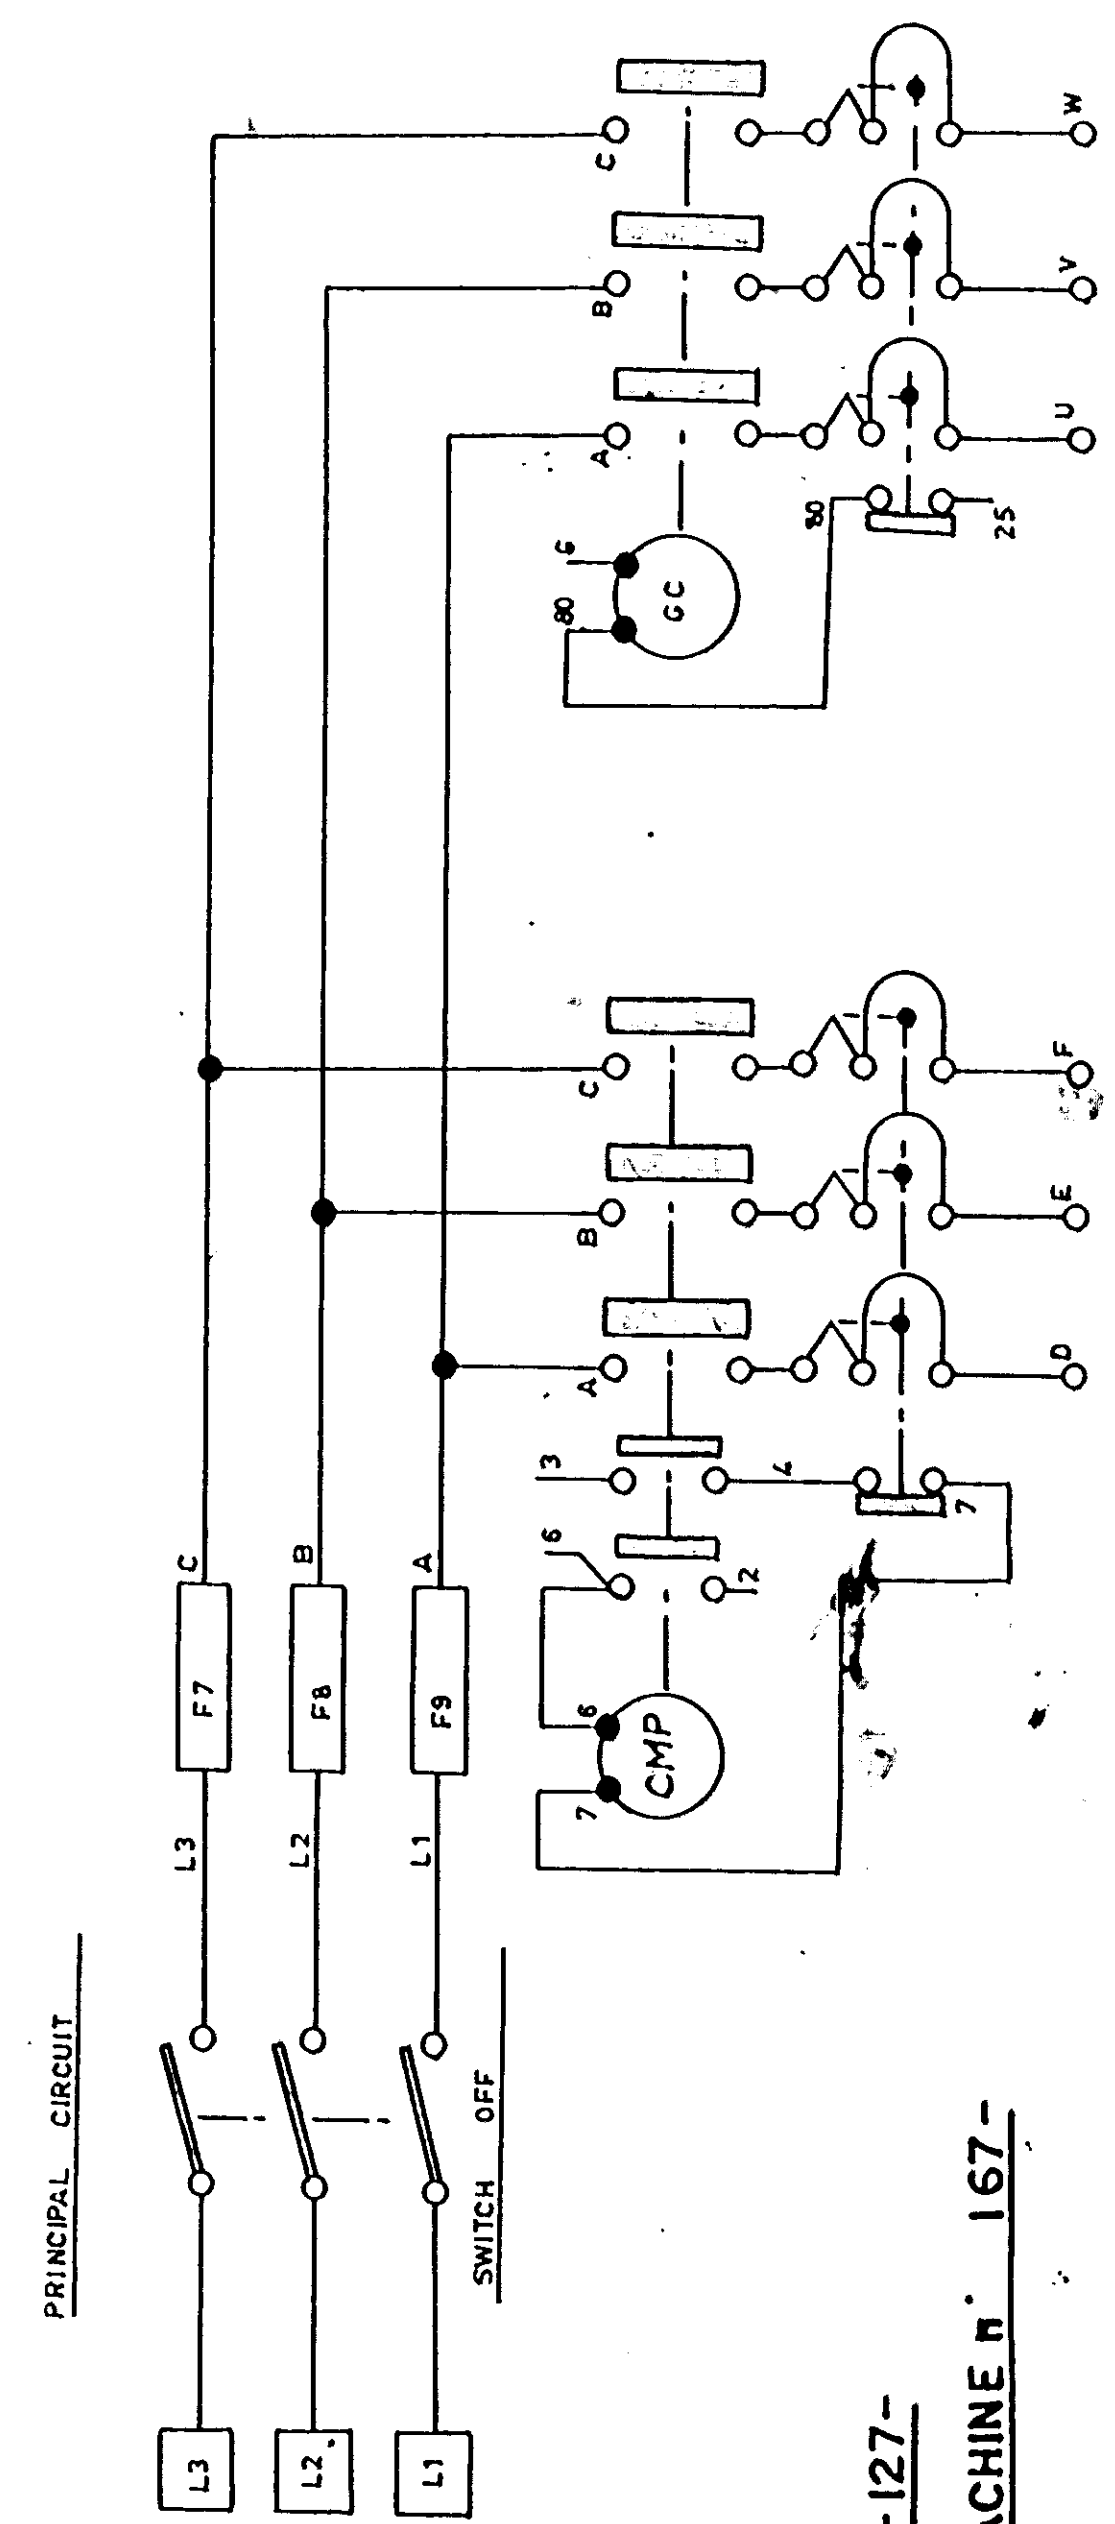 PRINCIPAL CIRCUIT
L3 L3 F7 C
L2 L2 F8 B
L1 L1 F9 A
SWITCH OFF
7 6 6 3 A B C
80 6 A B C
CMP 2 4
GC 80
7 25
D E F U V W
-127-
ACHINE n° 167-